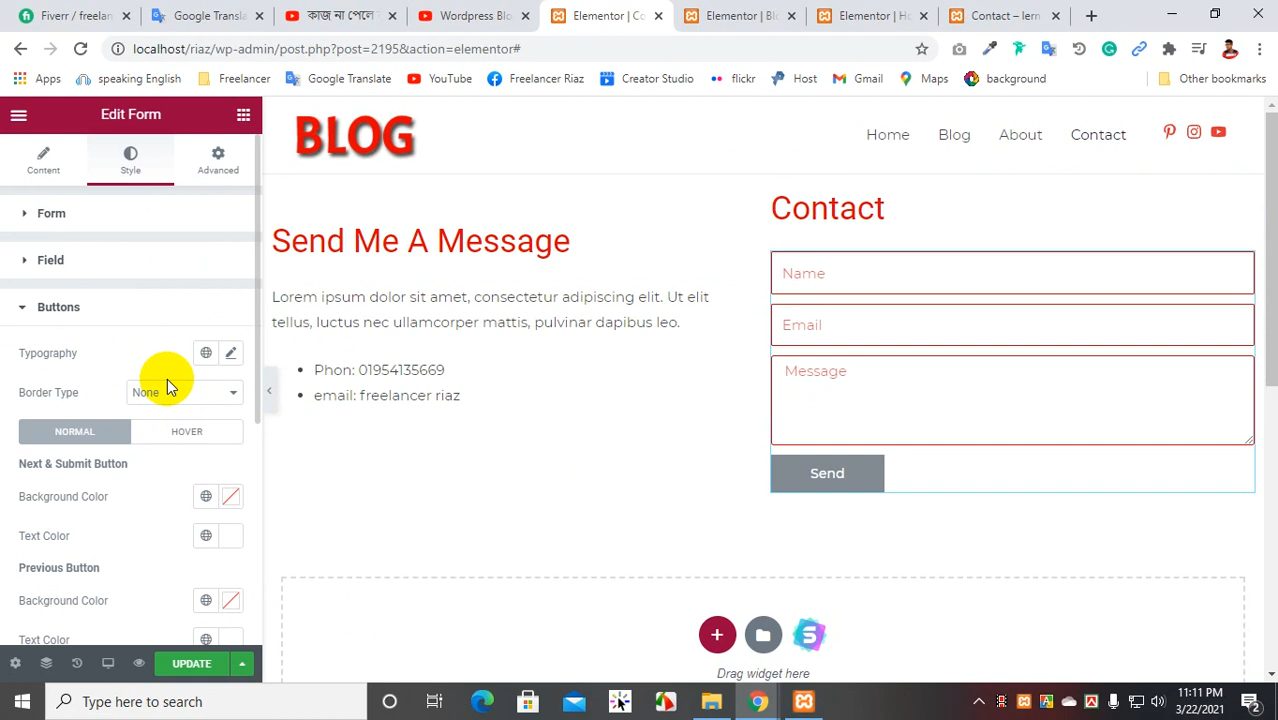 Fiverr / freelan
Google Transla
কাজ না পেলে
Wordpress Blo
Elementor | Co
Elementor | Bl
Elementor | Ho
Contact – lern
localhost/riaz/wp-admin/post.php?post=2195&action=elementor#
Apps
speaking English
Freelancer
Google Translate
YouTube
Freelancer Riaz
Creator Studio
flickr
Host
Gmail
Maps
background
Other bookmarks
Edit Form
Content
Style
Advanced
Form
Field
Buttons
Typography
Border Type
None
NORMAL
HOVER
Next & Submit Button
Background Color
Text Color
Previous Button
Background Color
Text Color
UPDATE
BLOG
Home
Blog
About
Contact
Send Me A Message
Lorem ipsum dolor sit amet, consectetur adipiscing elit. Ut elit
tellus, luctus nec ullamcorper mattis, pulvinar dapibus leo.
Phon: 01954135669
email: freelancer riaz
Contact
Name
Email
Message
Send
Drag widget here
Type here to search
11:11 PM
3/22/2021
2